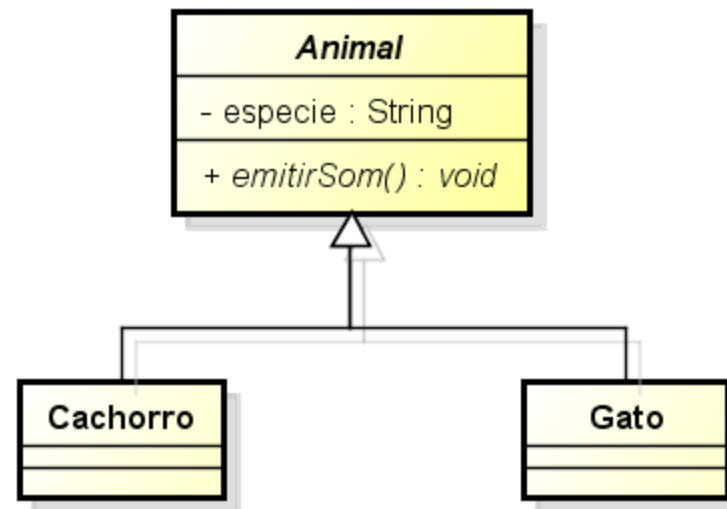 Animal
- especie : String
+ emitirSom() : void
Cachorro
Gato